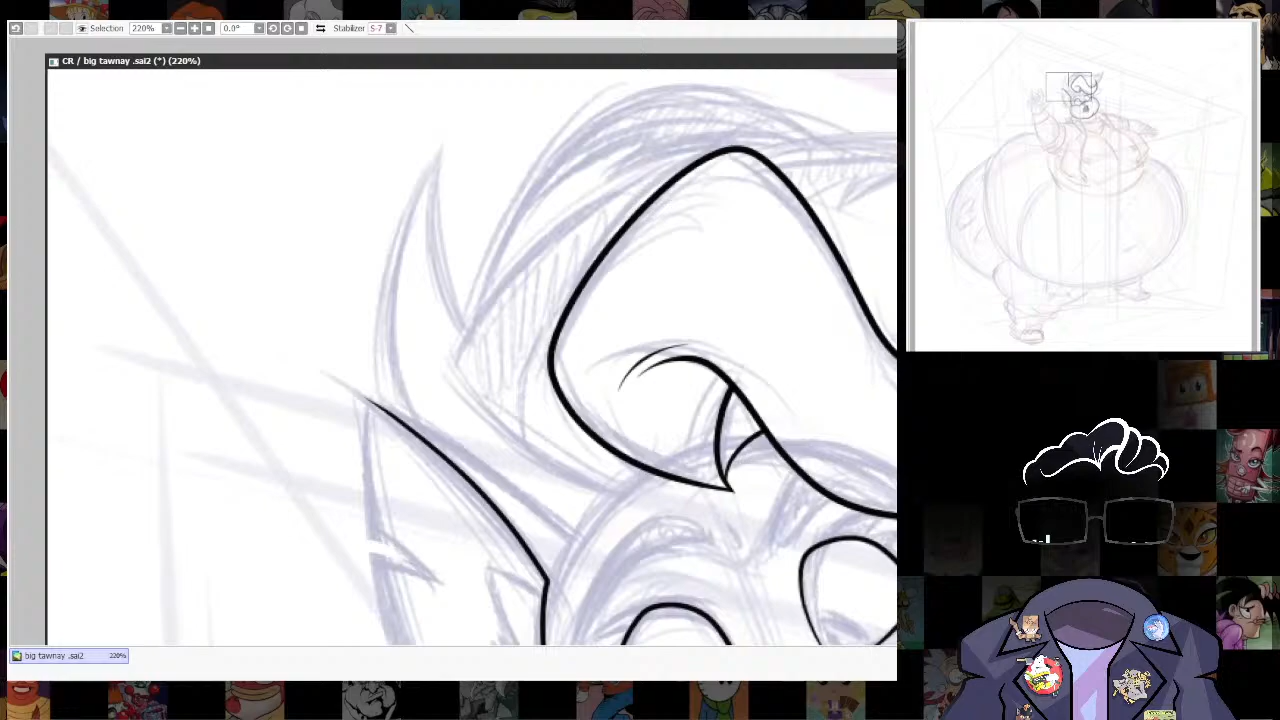 Selection 220% 0.0° Stabilizer S-7
CR / big tawnay .sai2 (*) (220%)
big tawnay .sai2 220%